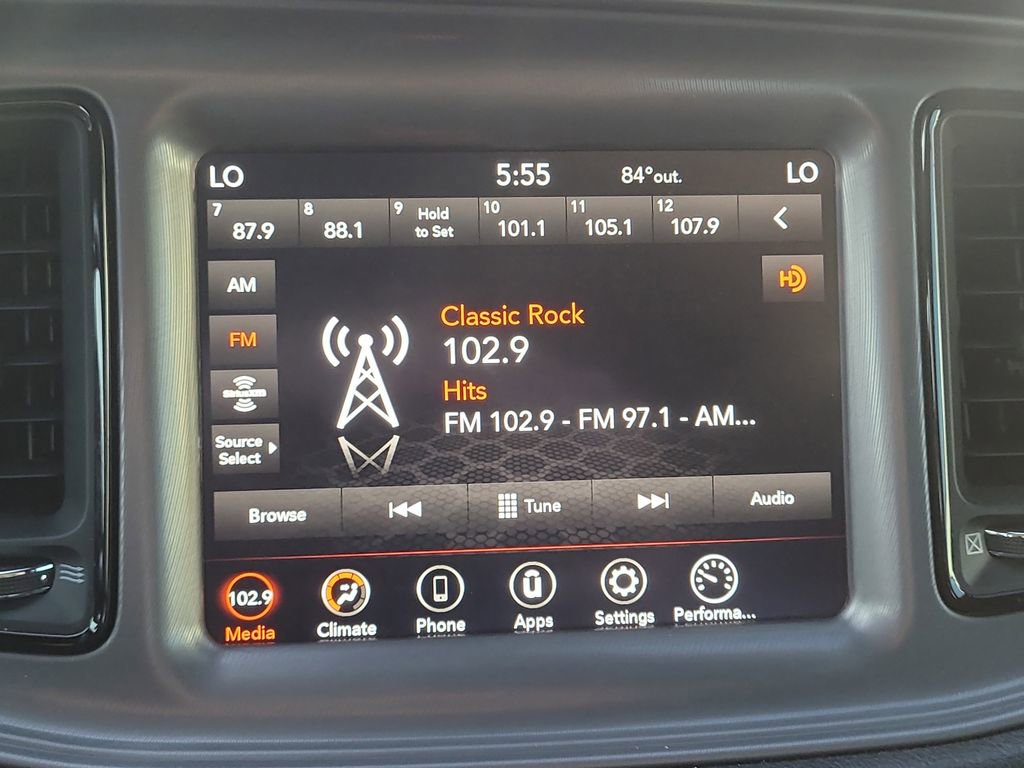 LO 5:55 84°out. LO
7 8 9 Hold 10 11 12
87.9 88.1 to Set 101.1 105.1 107.9
AM
HD
Classic Rock
FM
102.9
SiriusXM
Hits
FM 102.9 - FM 97.1 - AM...
Source
Select
Browse Tune Audio
102.9
Media Climate Phone Apps Settings Performa...